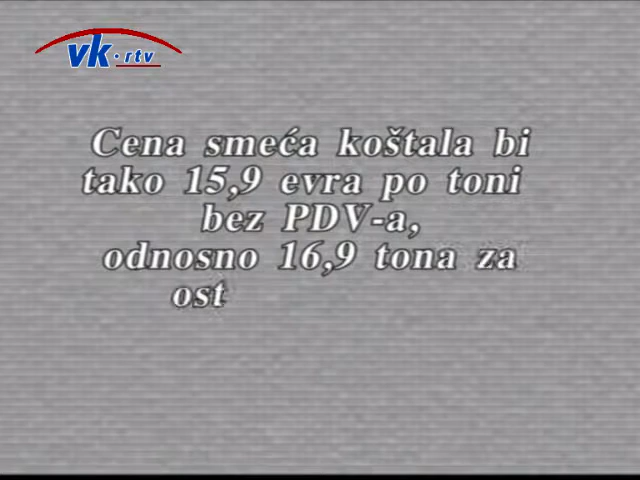 vk·rtv
Cena smeća koštala bi
tako 15,9 evra po toni
bez PDV-a,
odnosno 16,9 tona za
ost